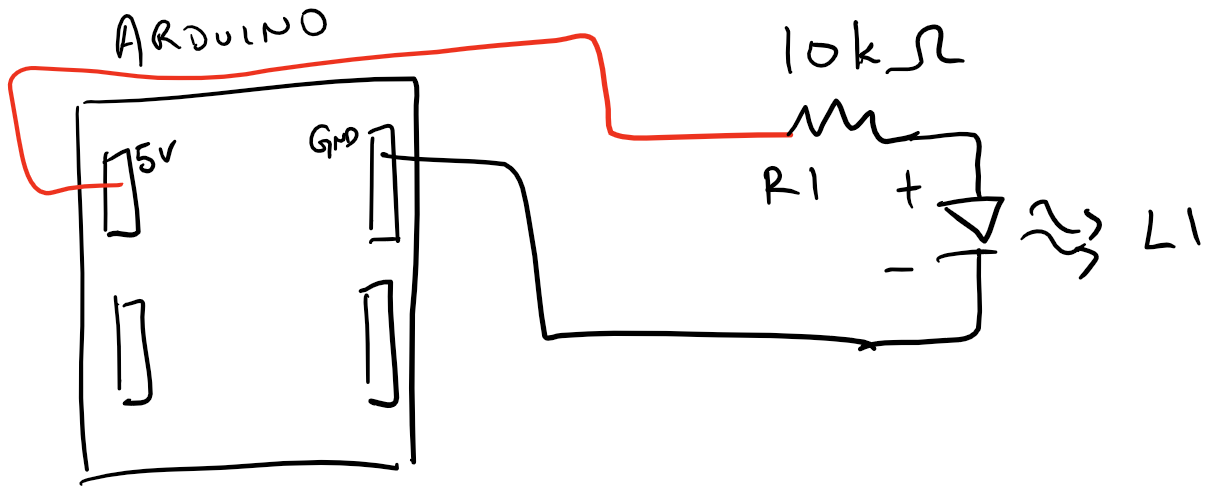 ARDUINO
10kΩ
5V
GND
R1
+
L1
−